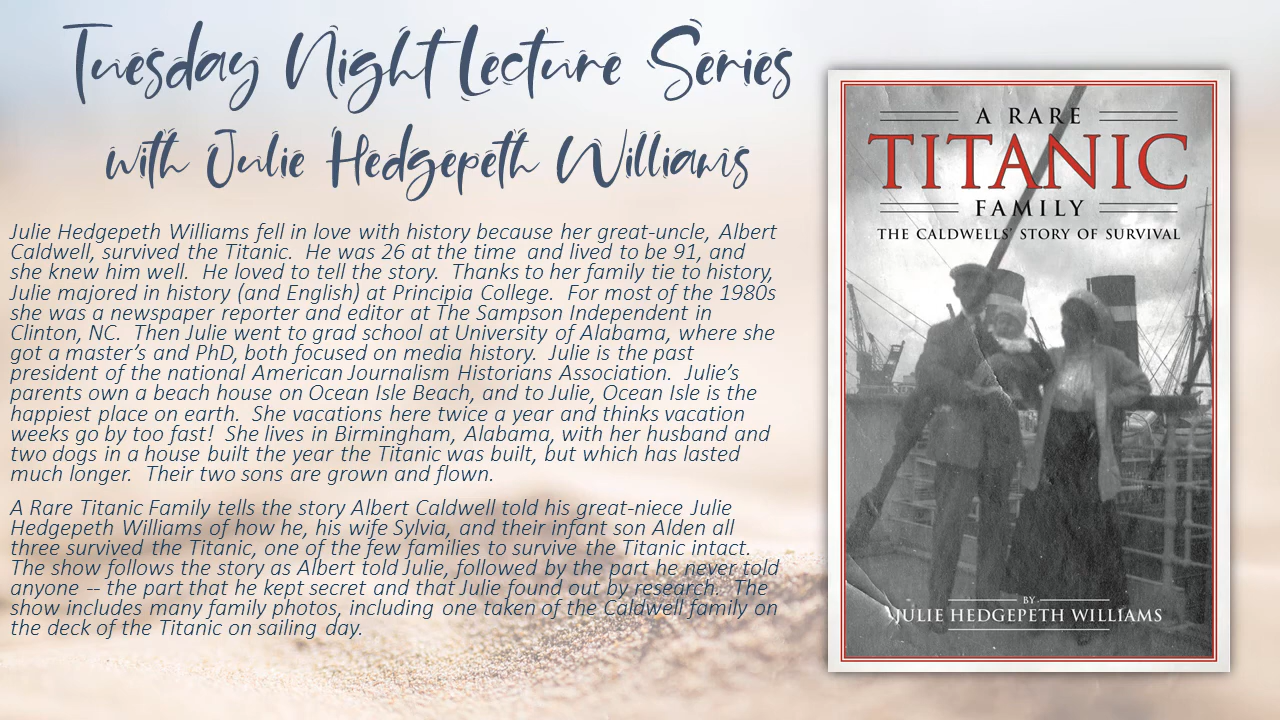 Tuesday Night Lecture Series
with Julie Hedgepeth Williams
Julie Hedgepeth Williams fell in love with history because her great-uncle, Albert
Caldwell, survived the Titanic.  He was 26 at the time  and lived to be 91, and
she knew him well.  He loved to tell the story.  Thanks to her family tie to history,
Julie majored in history (and English) at Principia College.  For most of the 1980s
she was a newspaper reporter and editor at The Sampson Independent in
Clinton, NC.  Then Julie went to grad school at University of Alabama, where she
got a master’s and PhD, both focused on media history.  Julie is the past
president of the national American Journalism Historians Association.  Julie’s
parents own a beach house on Ocean Isle Beach, and to Julie, Ocean Isle is the
happiest place on earth.  She vacations here twice a year and thinks vacation
weeks go by too fast!  She lives in Birmingham, Alabama, with her husband and
two dogs in a house built the year the Titanic was built, but which has lasted
much longer.  Their two sons are grown and flown.
A Rare Titanic Family tells the story Albert Caldwell told his great-niece Julie
Hedgepeth Williams of how he, his wife Sylvia, and their infant son Alden all
three survived the Titanic, one of the few families to survive the Titanic intact.
The show follows the story as Albert told Julie, followed by the part he never told
anyone -- the part that he kept secret and that Julie found out by research.  The
show includes many family photos, including one taken of the Caldwell family on
the deck of the Titanic on sailing day.
A RARE
TITANIC
FAMILY
THE CALDWELLS' STORY OF SURVIVAL
BY
JULIE HEDGEPETH WILLIAMS